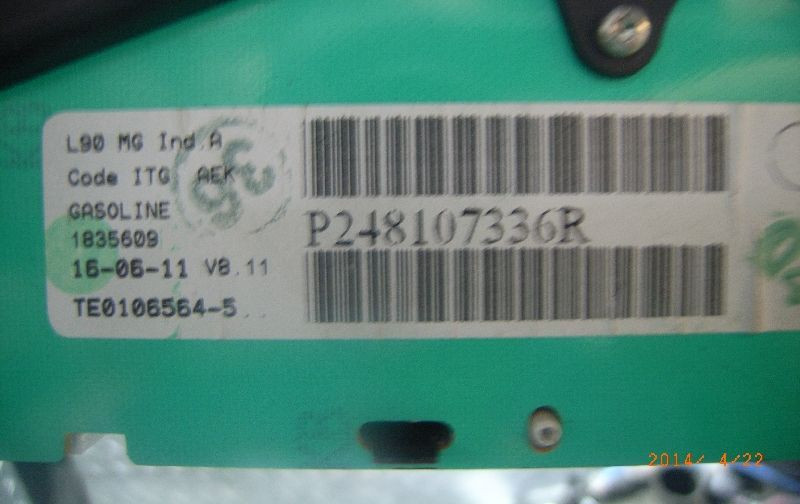 L90 MG Ind.A
Code ITG AEK
GASOLINE
1835609
16-06-11 V8.11
TE0106564-5
P248107336R
2014/ 4/22